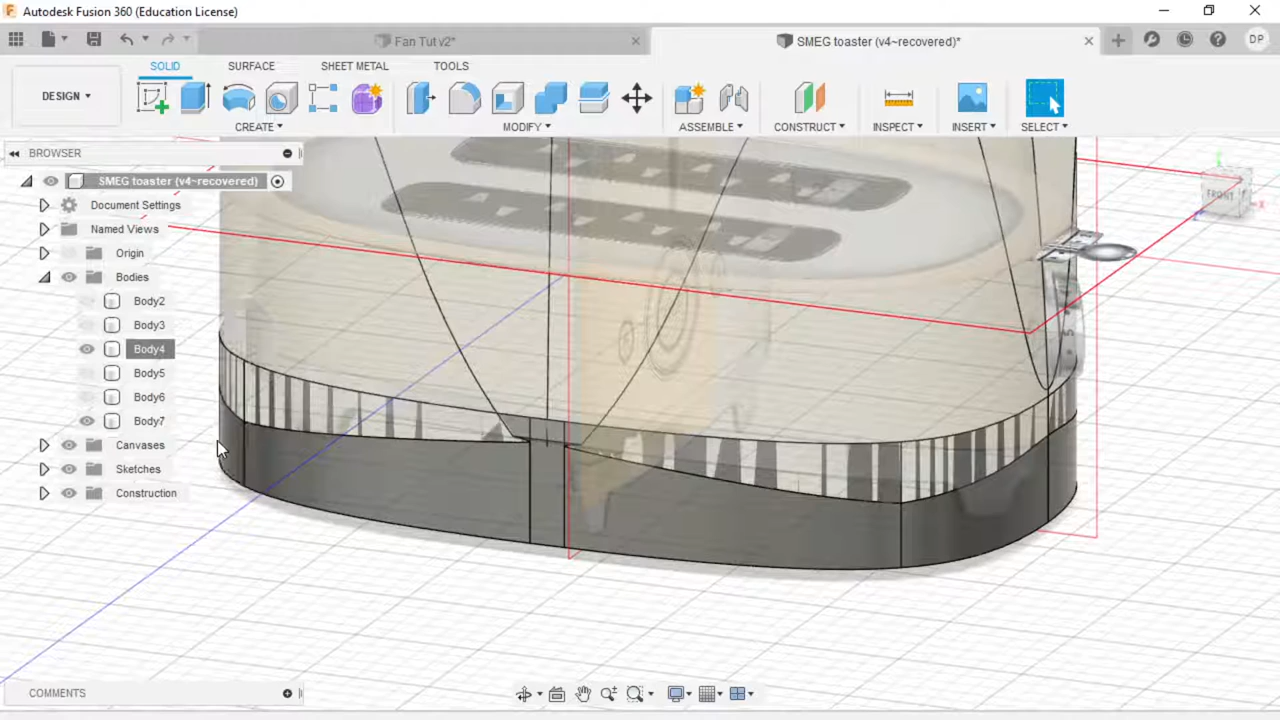 Autodesk Fusion 360 (Education License)
Fan Tut v2*
SMEG toaster (v4~recovered)*
DP
SOLID
SURFACE
SHEET METAL
TOOLS
DESIGN
CREATE
MODIFY
ASSEMBLE
CONSTRUCT
INSPECT
INSERT
SELECT
BROWSER
SMEG toaster (v4~recovered)
Document Settings
Named Views
Origin
Bodies
Body2
Body3
Body4
Body5
Body6
Body7
Canvases
Sketches
Construction
FRONT
COMMENTS